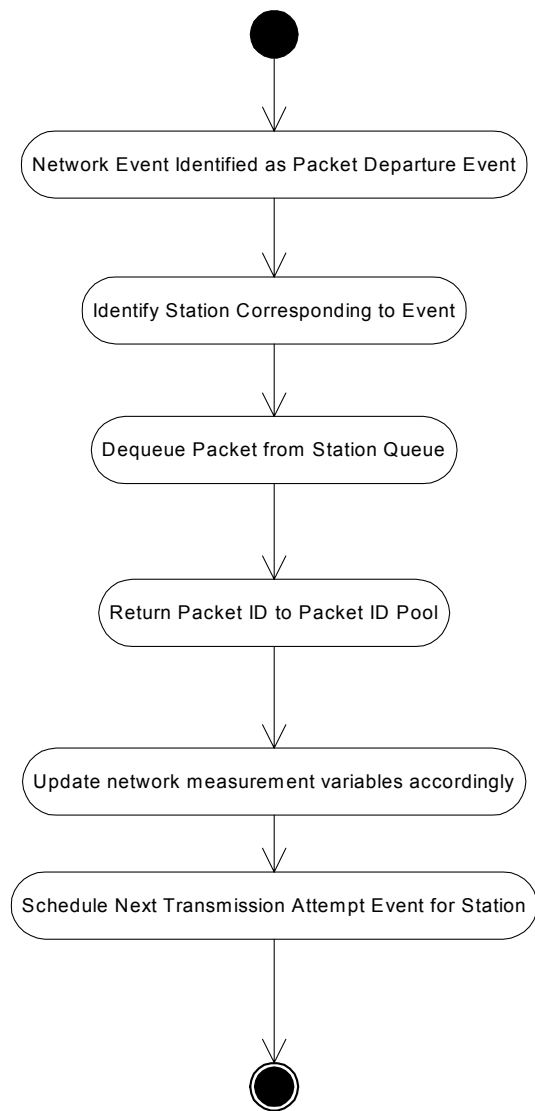 Network Event Identified as Packet Departure Event
Identify Station Corresponding to Event
Dequeue Packet from Station Queue
Return Packet ID to Packet ID Pool
Update network measurement variables accordingly
Schedule Next Transmission Attempt Event for Station